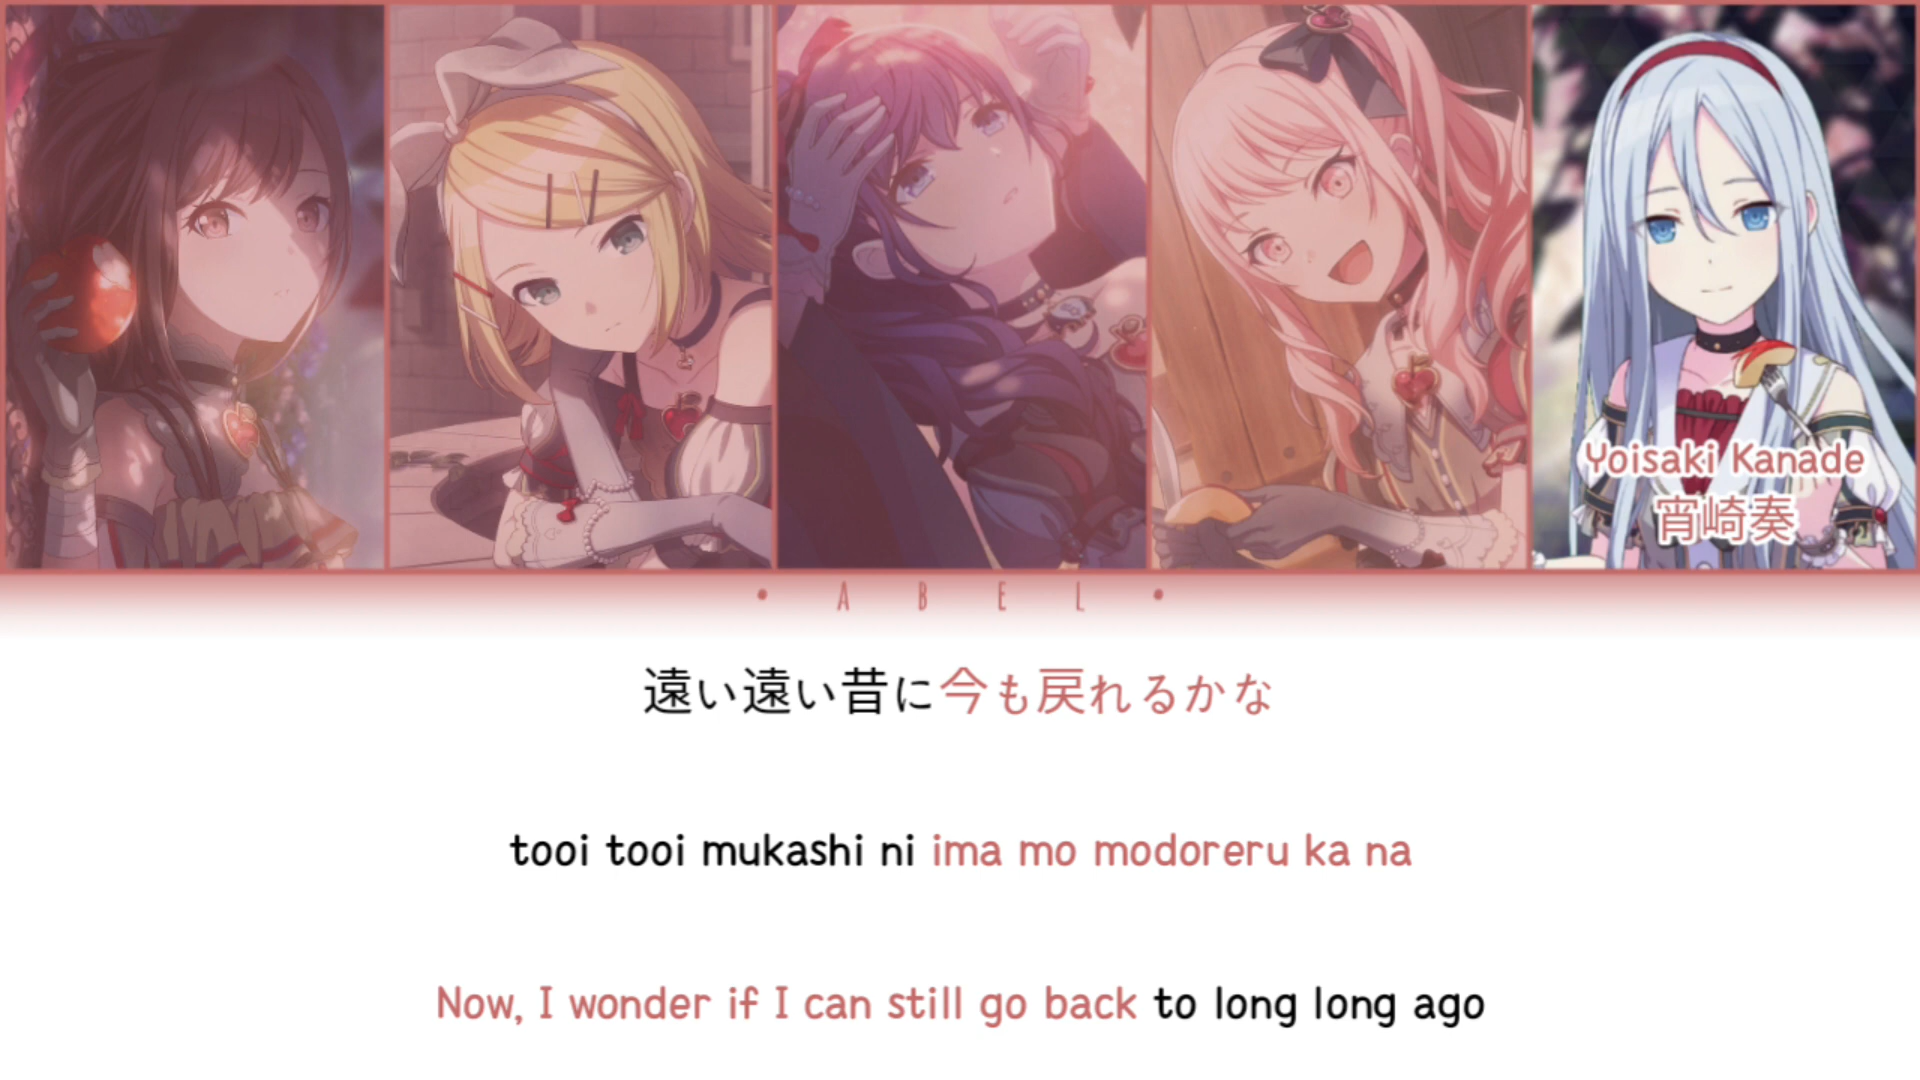 Yoisaki Kanade
宵崎奏
• A B E L •
遠い遠い昔に今も戻れるかな
tooi tooi mukashi ni ima mo modoreru ka na
Now, I wonder if I can still go back to long long ago